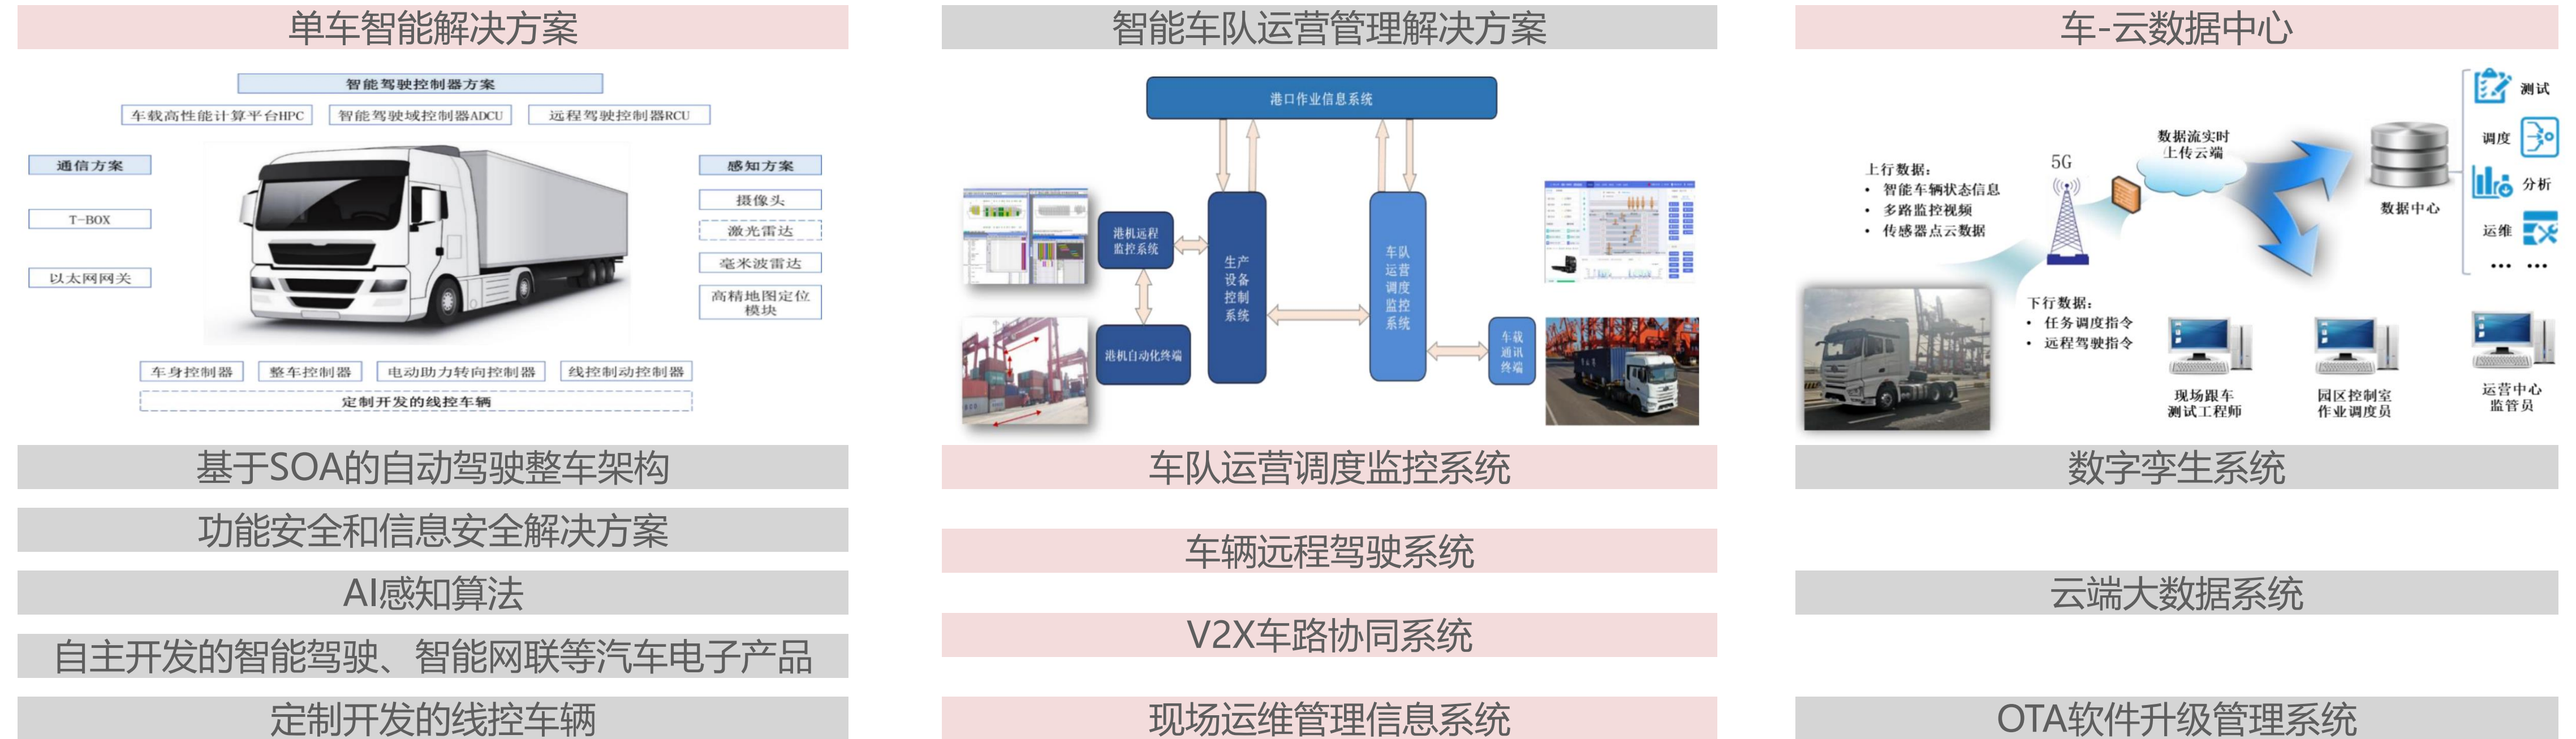 单车智能解决方案
智能驾驶控制器方案
车载高性能计算平台HPC
智能驾驶域控制器ADCU
远程驾驶控制器RCU
通信方案
T-BOX
以太网网关
感知方案
摄像头
激光雷达
毫米波雷达
高精地图定位
模块
车身控制器
整车控制器
电动助力转向控制器
线控制动控制器
定制开发的线控车辆
基于SOA的自动驾驶整车架构
功能安全和信息安全解决方案
AI感知算法
自主开发的智能驾驶、智能网联等汽车电子产品
定制开发的线控车辆
智能车队运营管理解决方案
港口作业信息系统
港机远程
监控系统
港机自动化终端
生产
设备
控制
系统
车队
运营
调度
监控
系统
车载
通讯
终端
车队运营调度监控系统
车辆远程驾驶系统
V2X车路协同系统
现场运维管理信息系统
车-云数据中心
上行数据：
• 智能车辆状态信息
• 多路监控视频
• 传感器点云数据
5G
数据流实时
上传云端
数据中心
测试
调度
分析
运维
... ...
下行数据：
• 任务调度指令
• 远程驾驶指令
现场跟车
测试工程师
园区控制室
作业调度员
运营中心
监管员
数字孪生系统
云端大数据系统
OTA软件升级管理系统